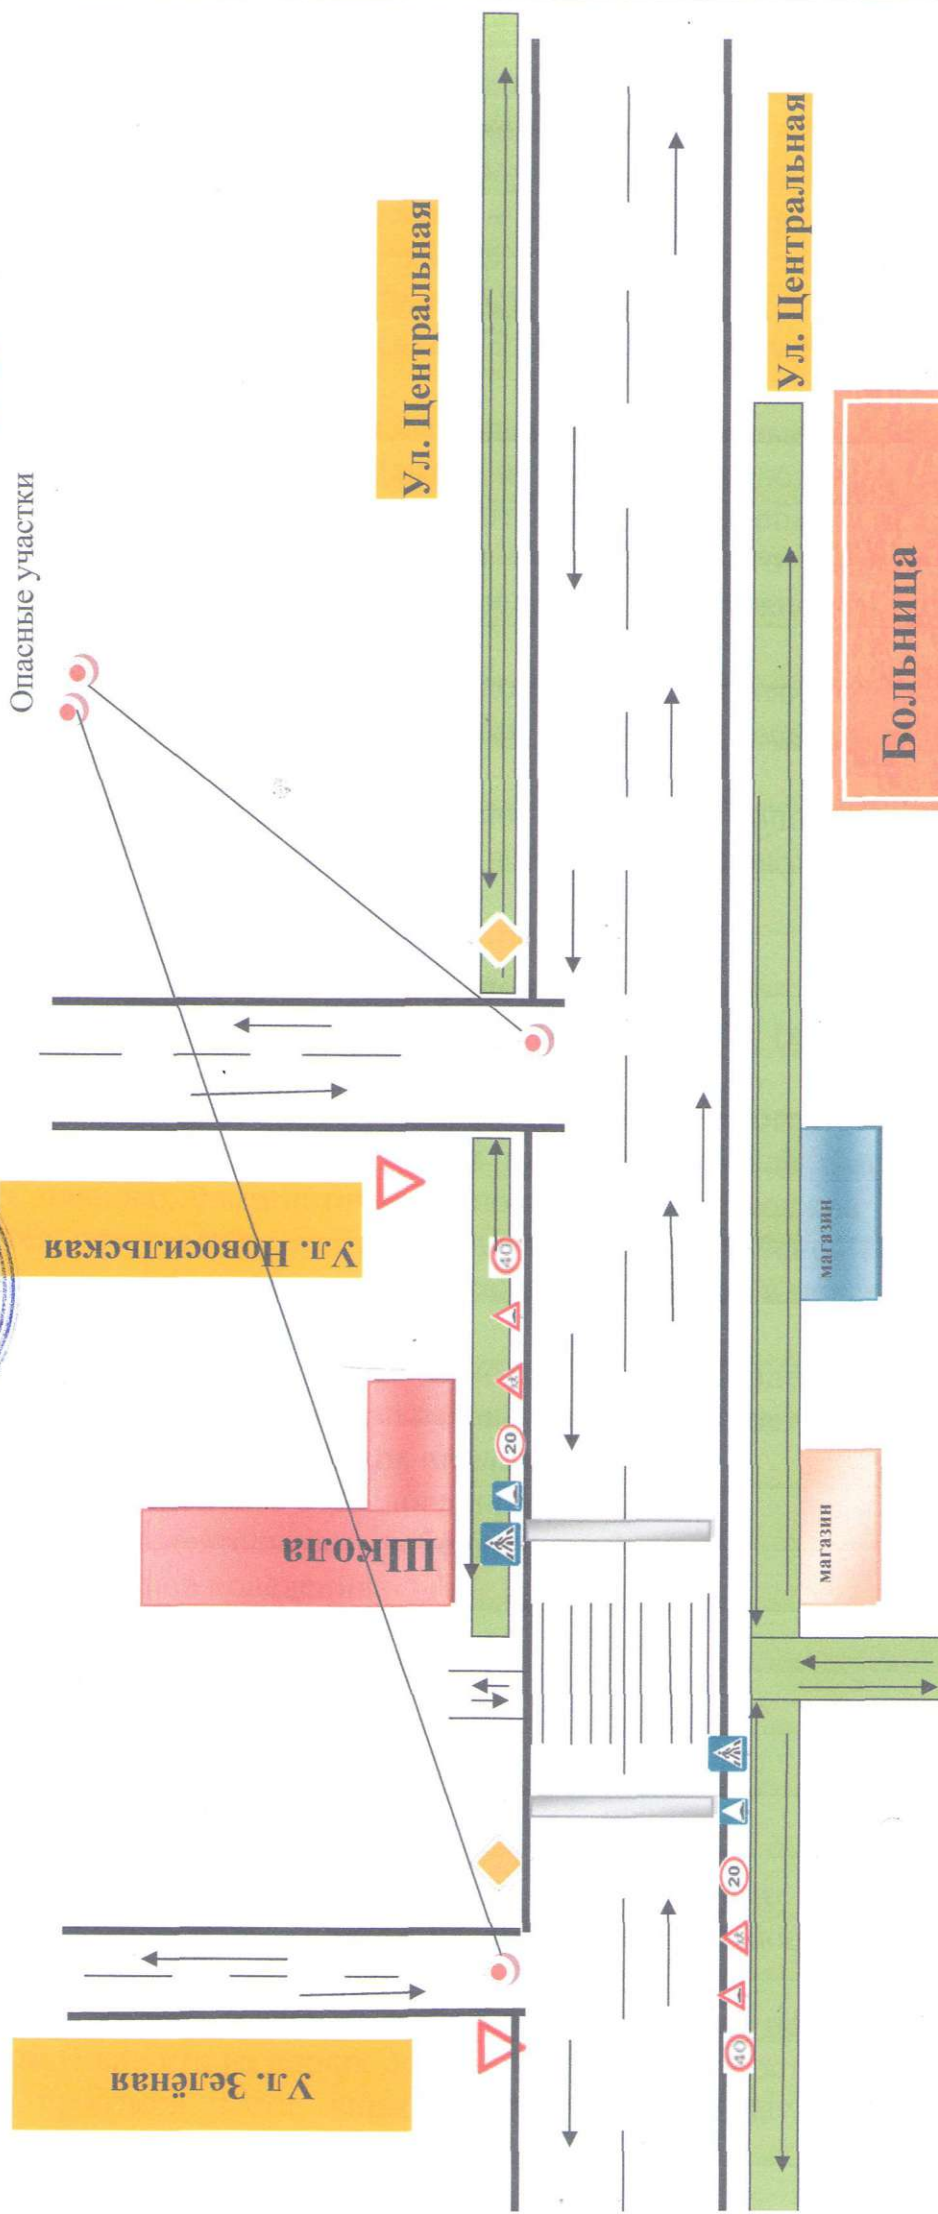 Опасные участки
Ул. Центральная
Ул. Центральная
Больница
Ул. Новосильская
40
20
Школа
магазин
магазин
20
40
Ул. Зелёная